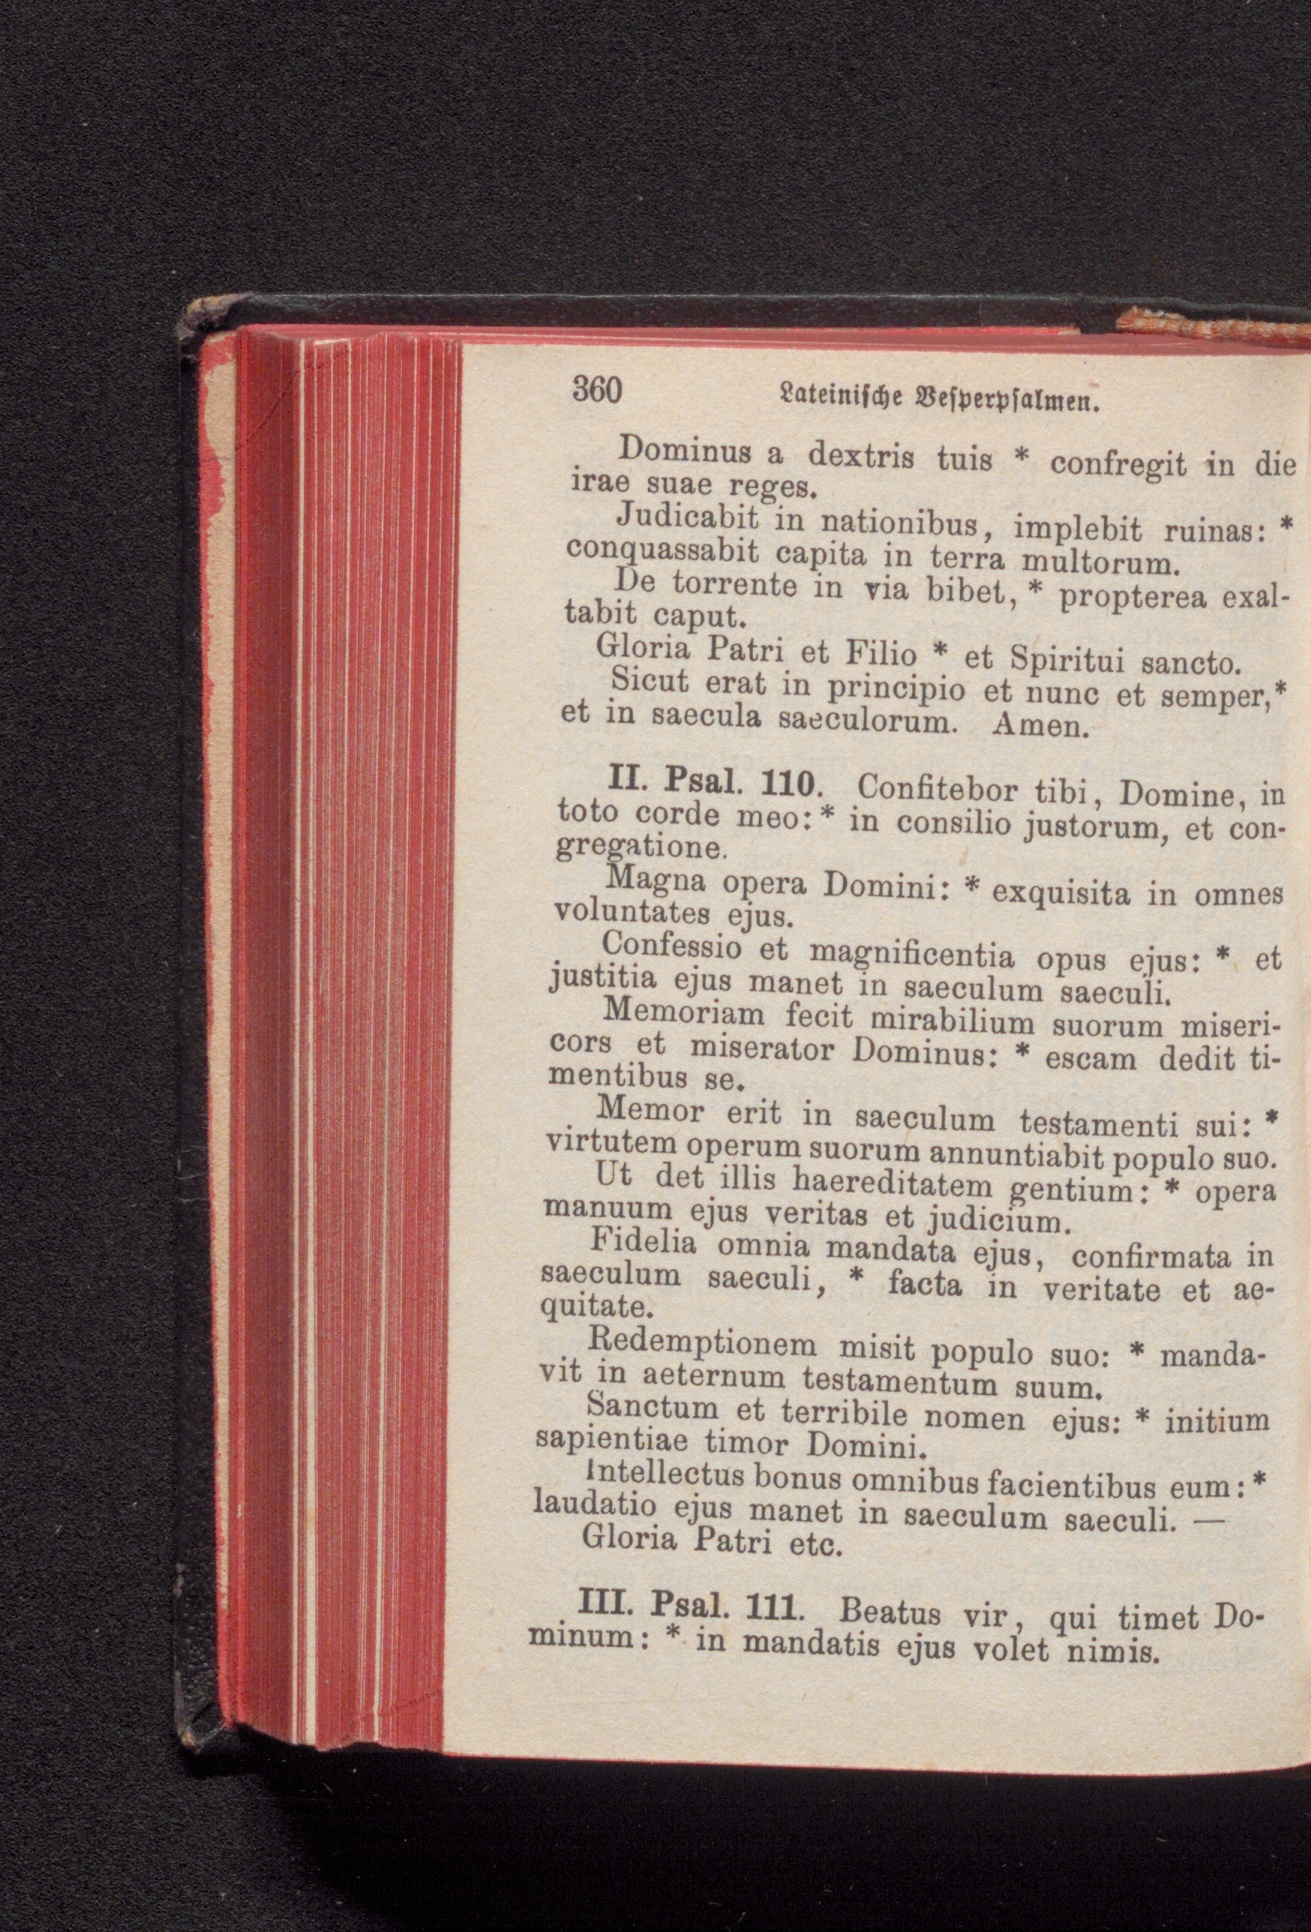 360 Lateinische Vesperpsalmen.
Dominus a dextris tuis * confregit in die
irae suae reges.
Judicabit in nationibus, implebit ruinas: *
conquassabit capita in terra multorum.
De torrente in via bibet, * propterea exal-
tabit caput.
Gloria Patri et Filio * et Spiritui sancto.
Sicut erat in principio et nunc et semper,*
et in saecula saeculorum. Amen.
II. Psal. 110. Confitebor tibi, Domine, in
toto corde meo: * in consilio justorum, et con-
gregatione.
Magna opera Domini: * exquisita in omnes
voluntates ejus.
Confessio et magnificentia opus ejus: * et
justitia ejus manet in saeculum saeculi.
Memoriam fecit mirabilium suorum miseri-
cors et miserator Dominus: * escam dedit ti-
mentibus se.
Memor erit in saeculum testamenti sui: *
virtutem operum suorum annuntiabit populo suo.
Ut det illis haereditatem gentium: * opera
manuum ejus veritas et judicium.
Fidelia omnia mandata ejus, confirmata in
saeculum saeculi, * facta in veritate et ae-
quitate.
Redemptionem misit populo suo: * manda-
vit in aeternum testamentum suum.
Sanctum et terribile nomen ejus: * initium
sapientiae timor Domini.
Intellectus bonus omnibus facientibus eum: *
laudatio ejus manet in saeculum saeculi. —
Gloria Patri etc.
III. Psal. 111. Beatus vir, qui timet Do-
minum: * in mandatis ejus volet nimis.